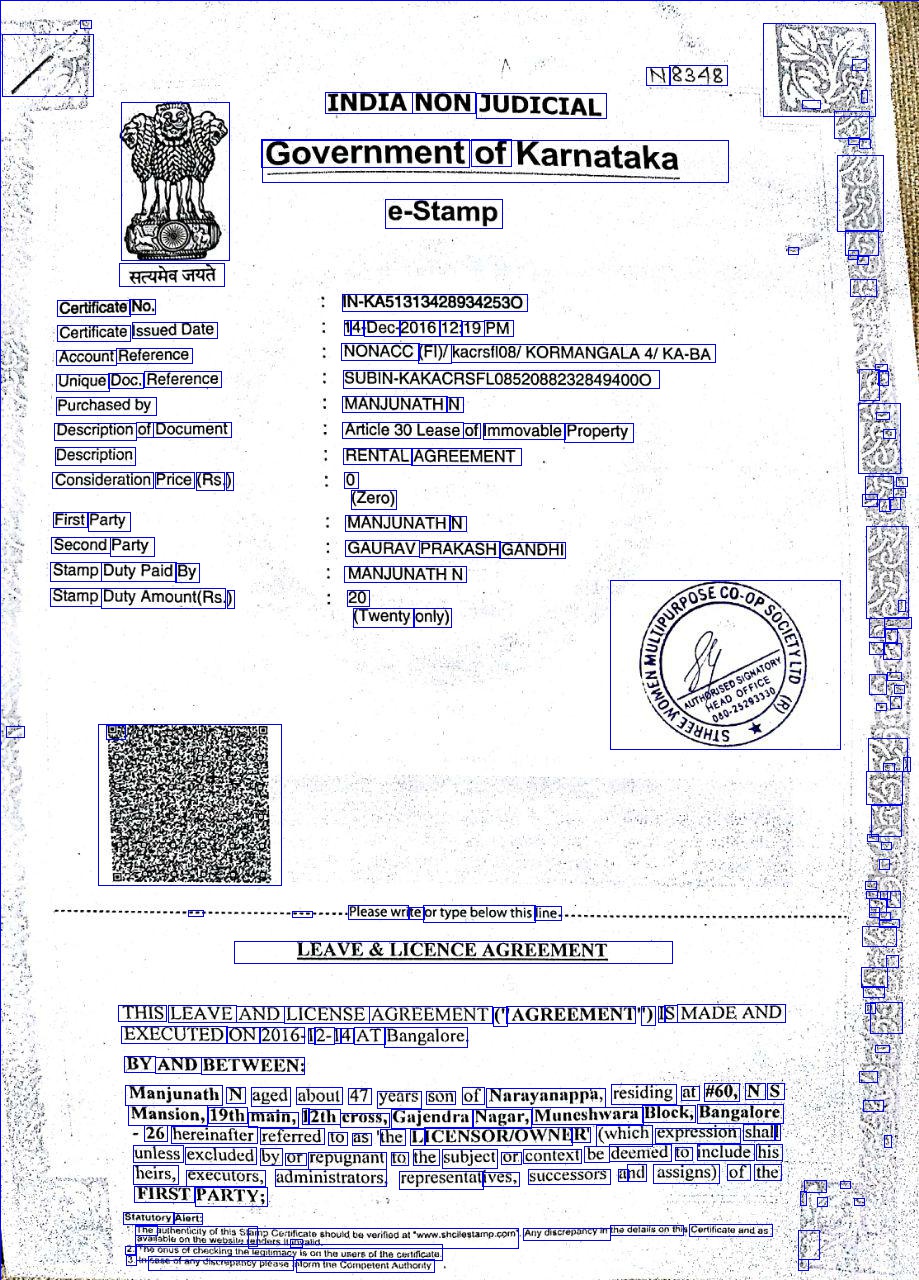 N 8348
INDIA NON JUDICIAL
Government of Karnataka
e-Stamp
सत्यमेव जयते
Certificate No. : IN-KA51313428934253O
Certificate Issued Date : 14-Dec-2016 12:19 PM
Account Reference : NONACC (FI)/ kacrsfl08/ KORMANGALA 4/ KA-BA
Unique Doc. Reference : SUBIN-KAKACRSFL0852088232849400O
Purchased by : MANJUNATH N
Description of Document : Article 30 Lease of Immovable Property
Description : RENTAL AGREEMENT
Consideration Price (Rs.) : 0
(Zero)
First Party : MANJUNATH N
Second Party : GAURAV PRAKASH GANDHI
Stamp Duty Paid By : MANJUNATH N
Stamp Duty Amount(Rs.) : 20
(Twenty only)
STHREE WOMEN MULTIPURPOSE CO-OP SOCIETY LTD (R)
AUTHORISED SIGNATORY
HEAD OFFICE
080-25293330
Please write or type below this line.
LEAVE & LICENCE AGREEMENT
THIS LEAVE AND LICENSE AGREEMENT ("AGREEMENT") IS MADE AND
EXECUTED ON 2016-12-14 AT Bangalore.
BY AND BETWEEN:
Manjunath N aged about 47 years son of Narayanappa, residing at #60, N S
Mansion, 19th main, 12th cross, Gajendra Nagar, Muneshwara Block, Bangalore
- 26 hereinafter referred to as 'the LICENSOR/OWNER' (which expression shall
unless excluded by or repugnant to the subject or context be deemed to include his
heirs, executors, administrators, representatives, successors and assigns) of the
FIRST PARTY;
Statutory Alert:
The authenticity of this Stamp Certificate should be verified at "www.shcilestamp.com". Any discrepancy in the details on this Certificate and as
available on the website renders it invalid.
2. The onus of checking the legitimacy is on the users of the certificate.
3. In case of any discrepancy please inform the Competent Authority